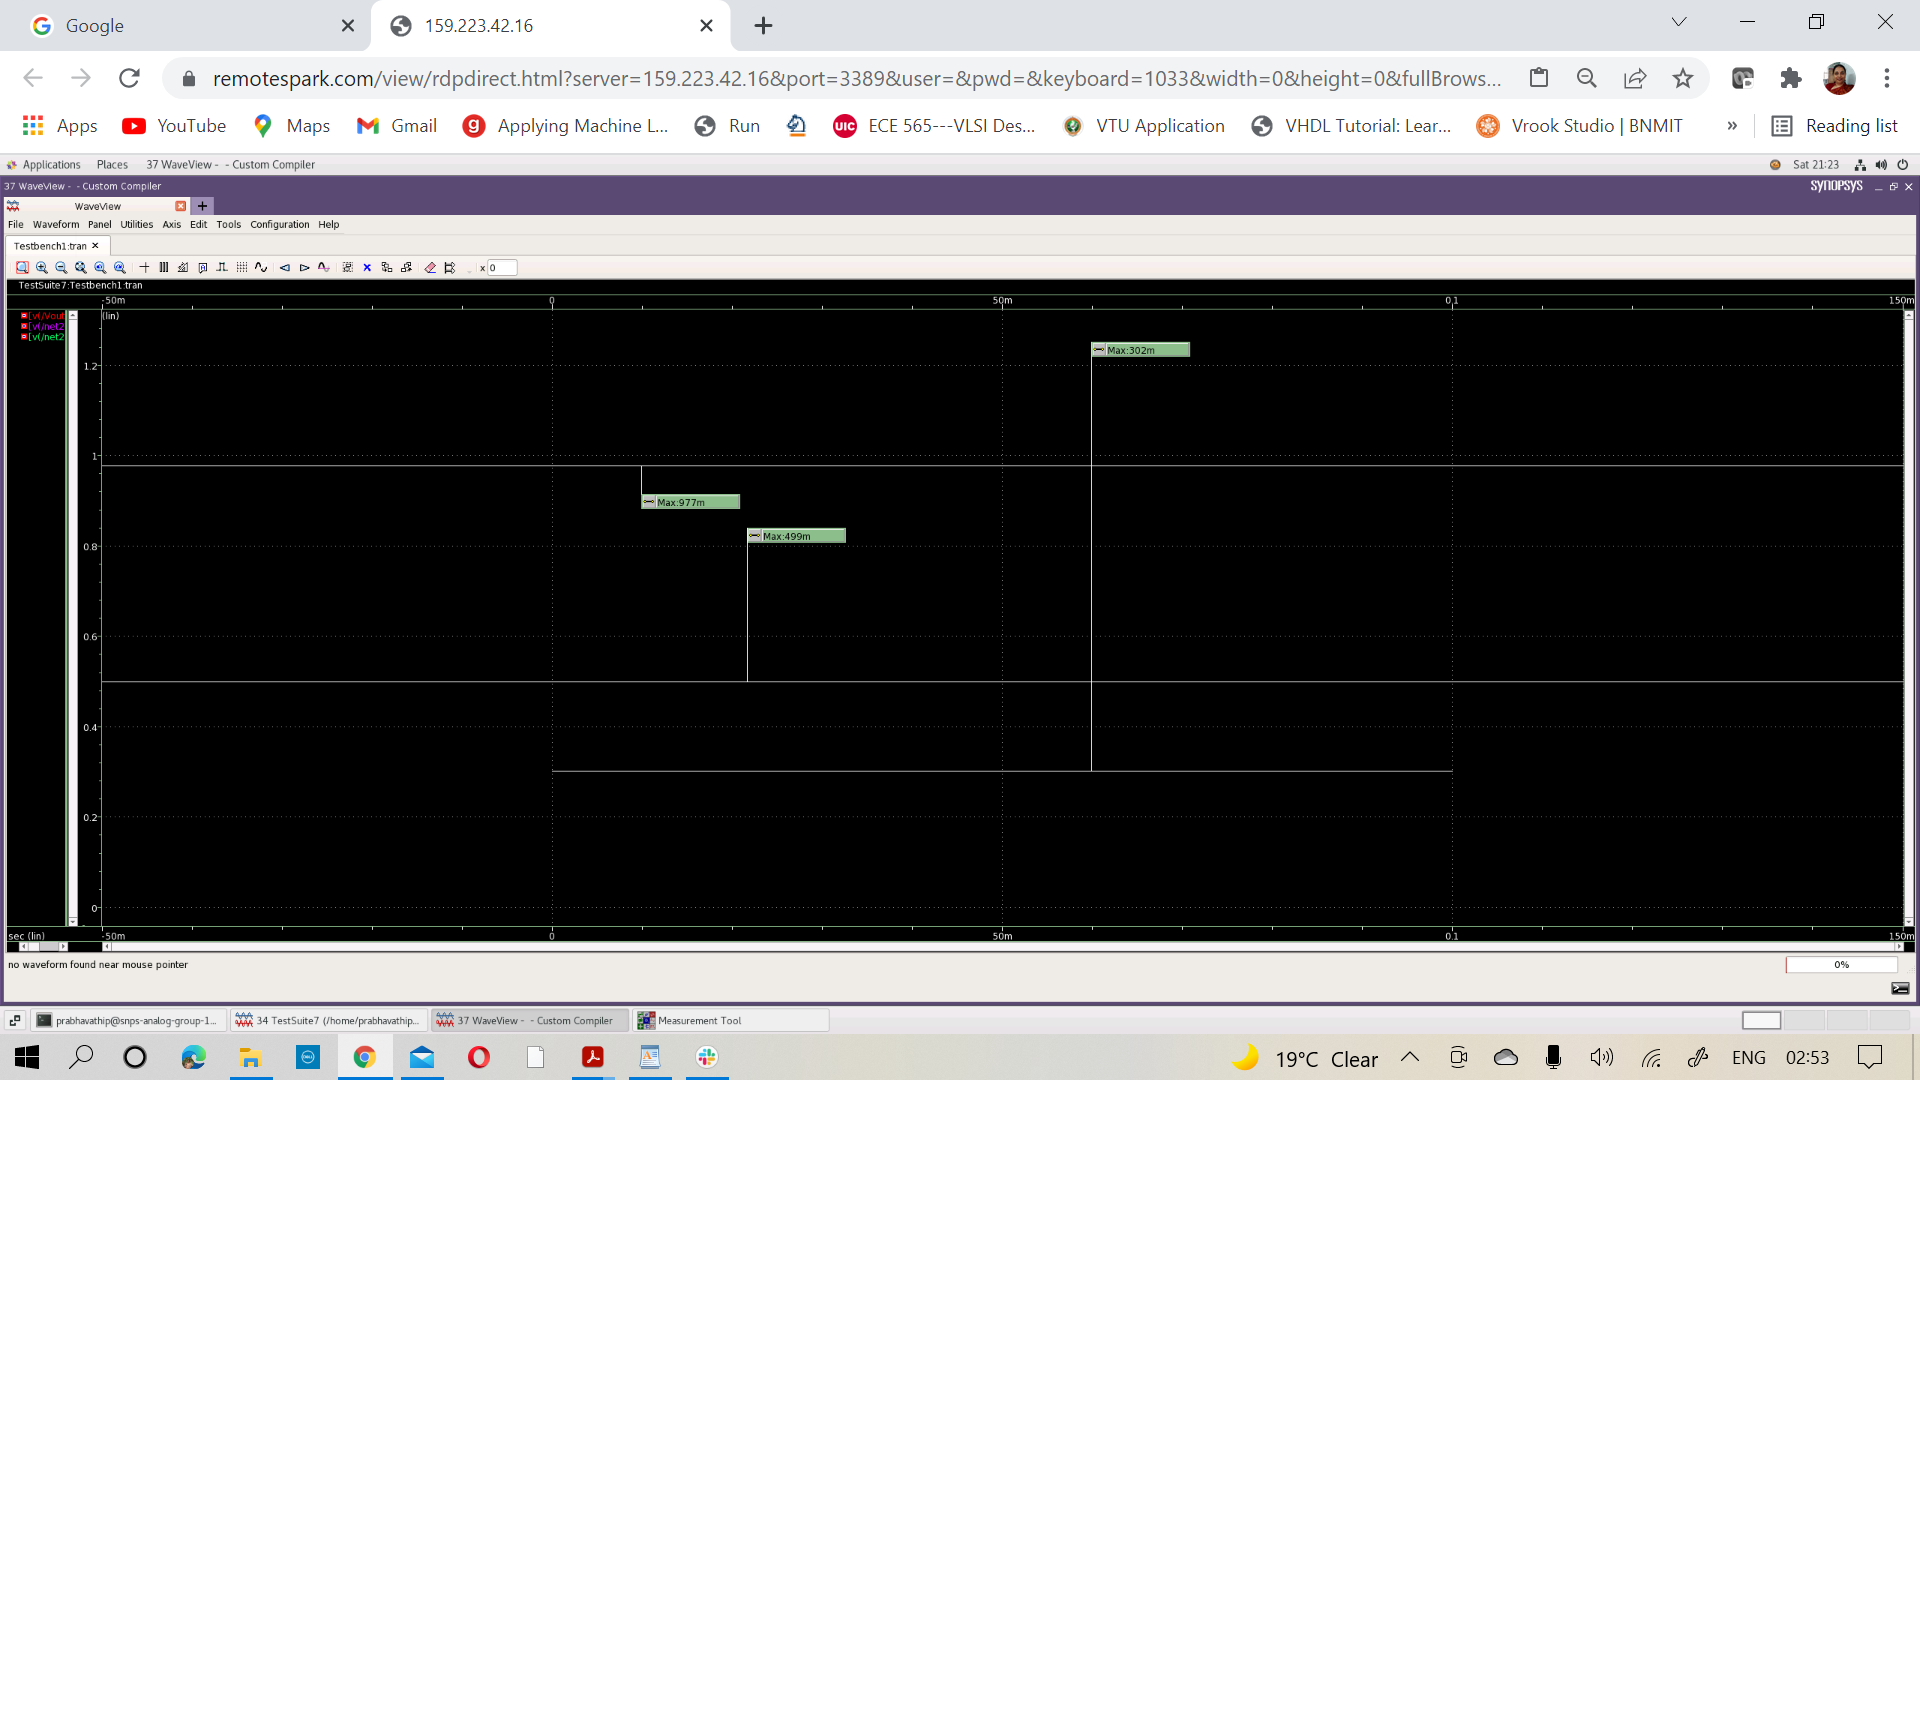 Google
159.223.42.16
remotespark.com/view/rdpdirect.html?server=159.223.42.16&port=3389&user=&pwd=&keyboard=1033&width=0&height=0&fullBrows...
Apps YouTube Maps Gmail Applying Machine L... Run UIC ECE 565---VLSI Des... VTU Application VHDL Tutorial: Lear... Vrook Studio | BNMIT » Reading list
Applications Places 37 WaveView - - Custom Compiler Sat 21:23
37 WaveView - - Custom Compiler SYNOPSYS
WaveView
File Waveform Panel Utilities Axis Edit Tools Configuration Help
Testbench1:tran
x 0
TestSuite7:Testbench1:tran
-50m 0 50m 0.1 150m
[v(/Vout (lin)
[v(/net2
[v(/net2
Max:302m
1.2
1
Max:977m
Max:499m
0.8
0.6
0.4
0.2
0
sec (lin) -50m 0 50m 0.1 150m
no waveform found near mouse pointer 0%
prabhavathip@snps-analog-group-1... 34 TestSuite7 (/home/prabhavathip... 37 WaveView - - Custom Compiler Measurement Tool
19°C Clear ENG 02:53